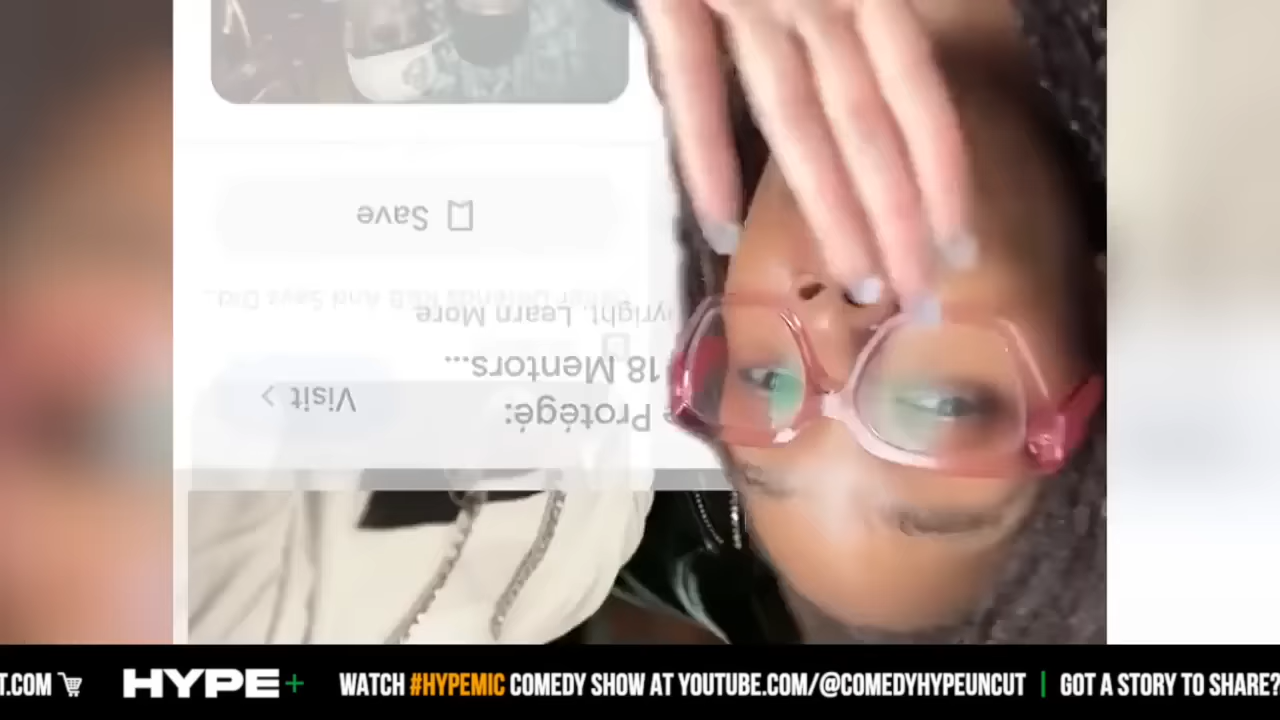 Save
Learn More
18 Mentors...
Protégé:
Visit >
T.COM
HYPE+
WATCH #HYPEMIC COMEDY SHOW AT YOUTUBE.COM/@COMEDYHYPEUNCUT | GOT A STORY TO SHARE?